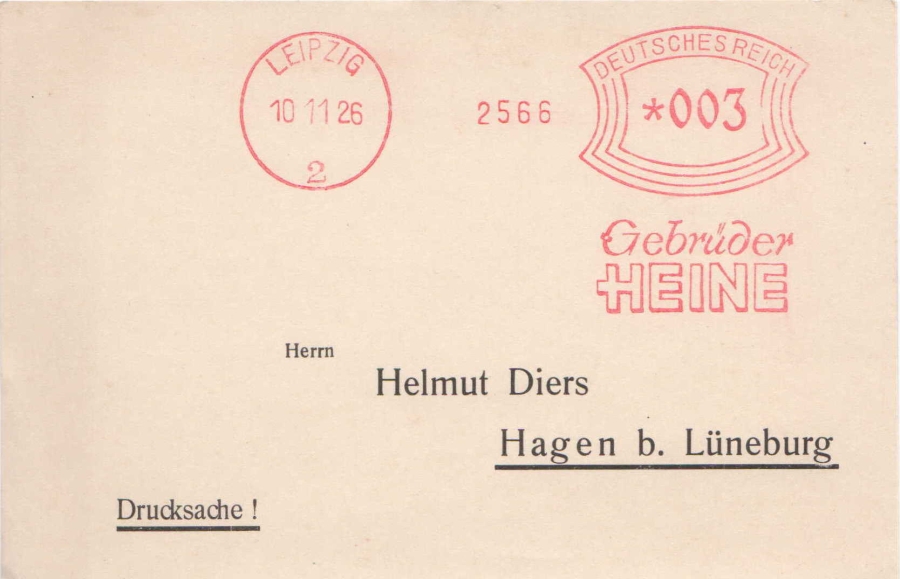 LEIPZIG
10 11 26
2
2566
DEUTSCHES REICH
*003
Gebrüder
HEINE
Herrn
Helmut Diers
Hagen b. Lüneburg
Drucksache !